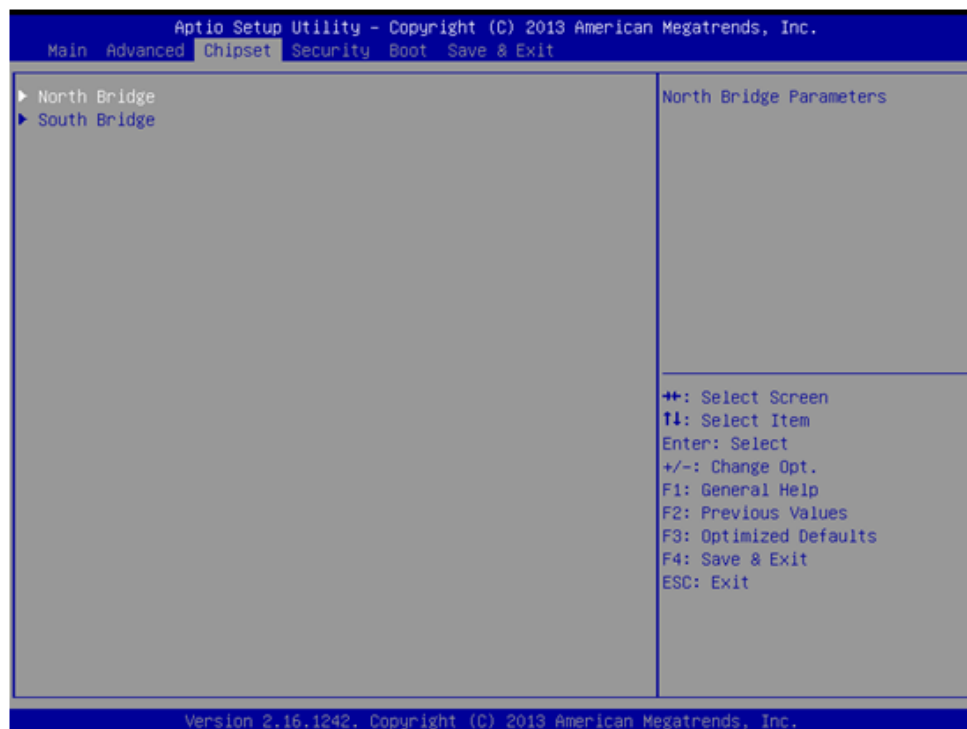 Aptio Setup Utility – Copyright (C) 2013 American Megatrends, Inc.
Main Advanced Chipset Security Boot Save & Exit
▶ North Bridge
▶ South Bridge
North Bridge Parameters
→←: Select Screen
↑↓: Select Item
Enter: Select
+/-: Change Opt.
F1: General Help
F2: Previous Values
F3: Optimized Defaults
F4: Save & Exit
ESC: Exit
Version 2.16.1242. Copyright (C) 2013 American Megatrends, Inc.